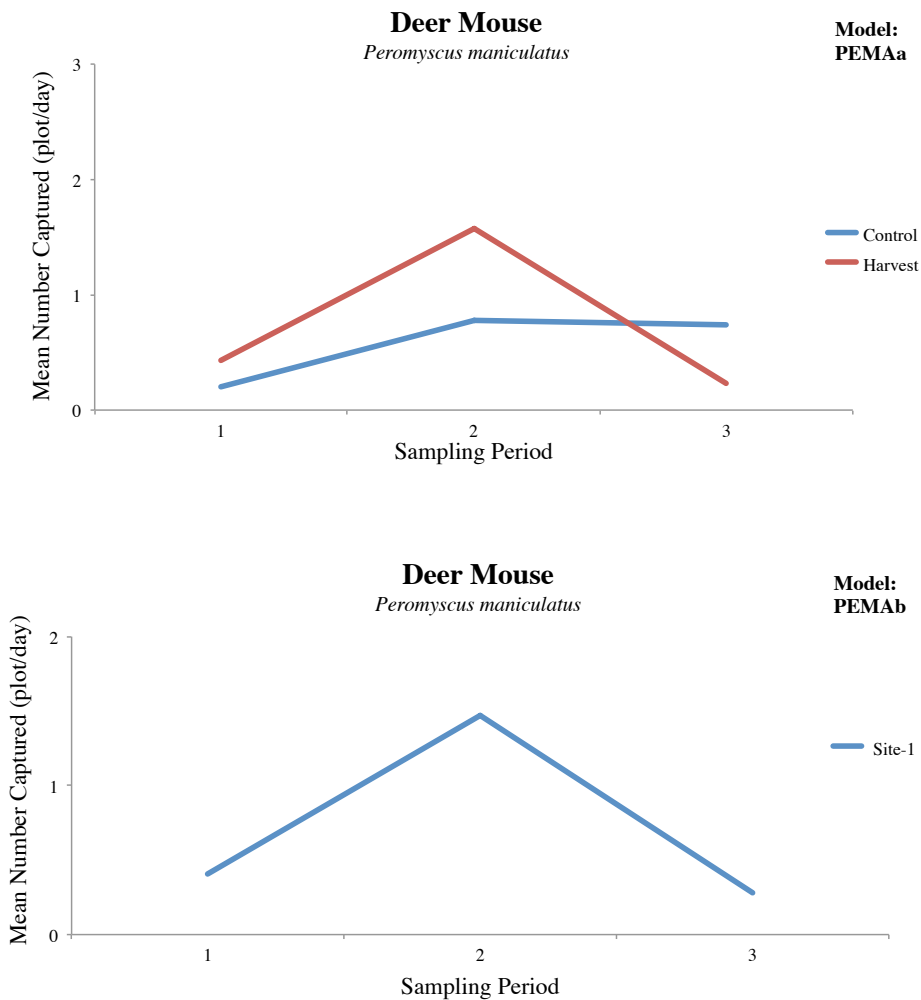 Deer Mouse
Peromyscus maniculatus
Model:
PEMAa
Mean Number Captured (plot/day)
3
2
1
0
1
2
3
Sampling Period
Control
Harvest
Deer Mouse
Peromyscus maniculatus
Model:
PEMAb
Mean Number Captured (plot/day)
2
1
0
1
2
3
Sampling Period
Site-1